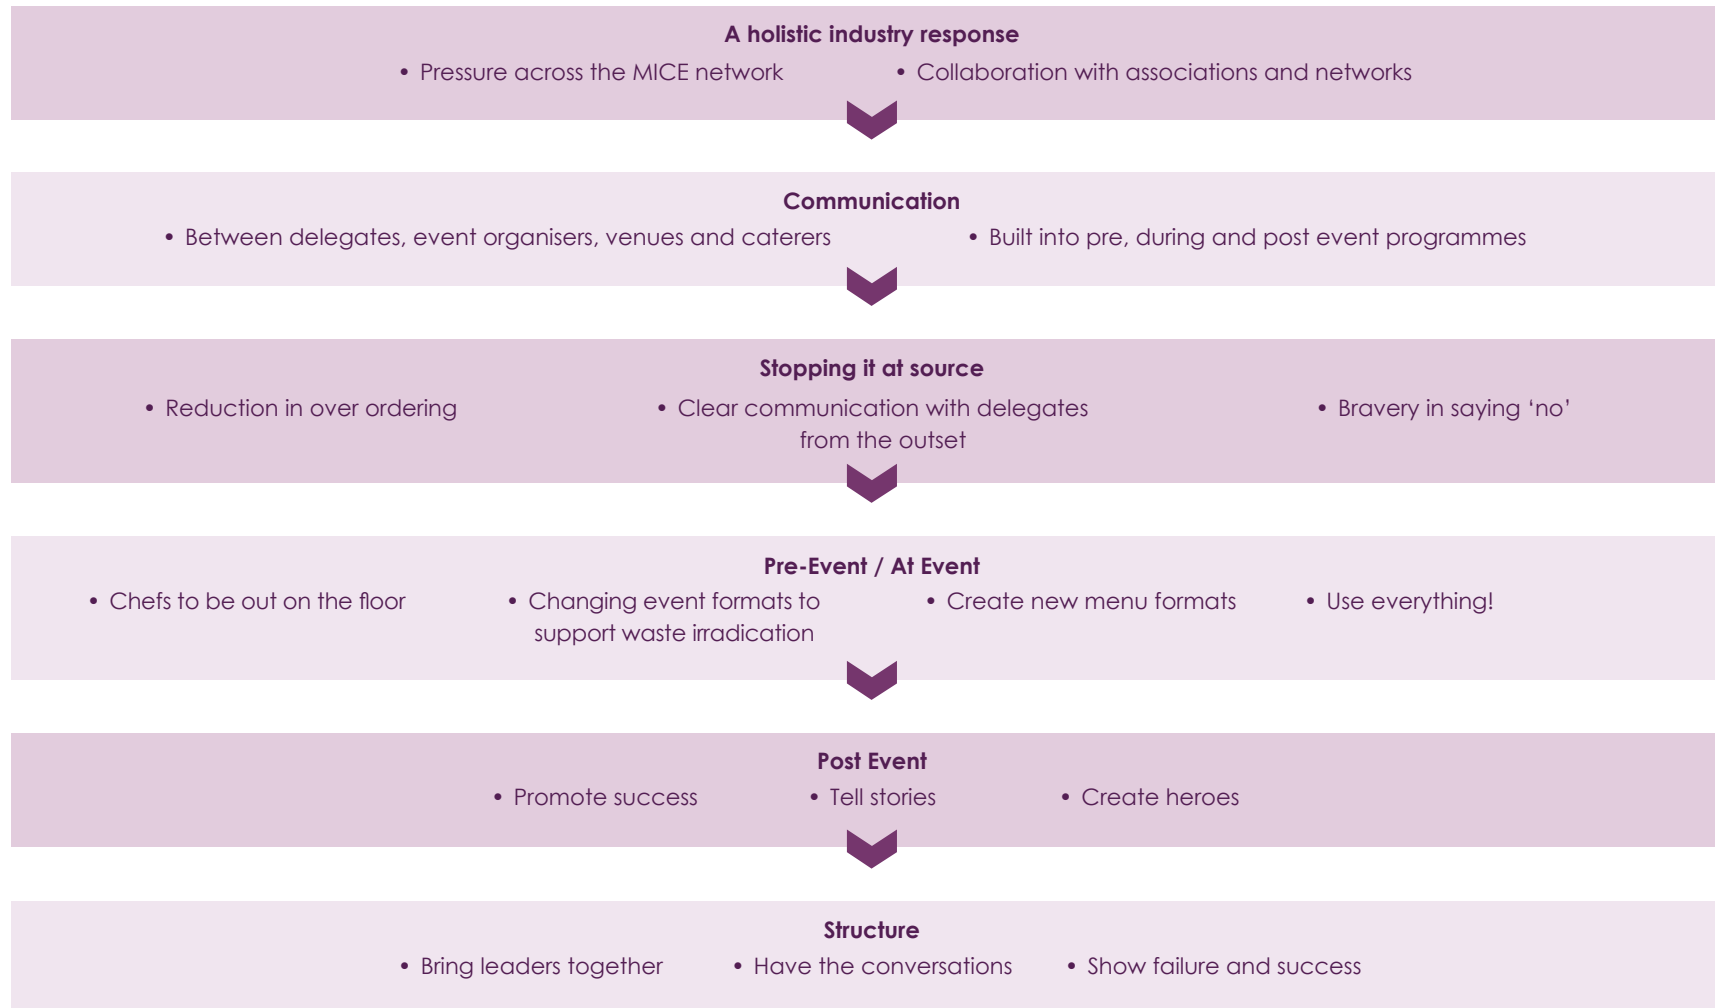 A holistic industry response
• Pressure across the MICE network • Collaboration with associations and networks
Communication
• Between delegates, event organisers, venues and caterers • Built into pre, during and post event programmes
Stopping it at source
• Reduction in over ordering • Clear communication with delegates • Bravery in saying ‘no’
from the outset
Pre-Event / At Event
• Chefs to be out on the floor • Changing event formats to • Create new menu formats • Use everything!
support waste irradication
Post Event
• Promote success • Tell stories • Create heroes
Structure
• Bring leaders together • Have the conversations • Show failure and success